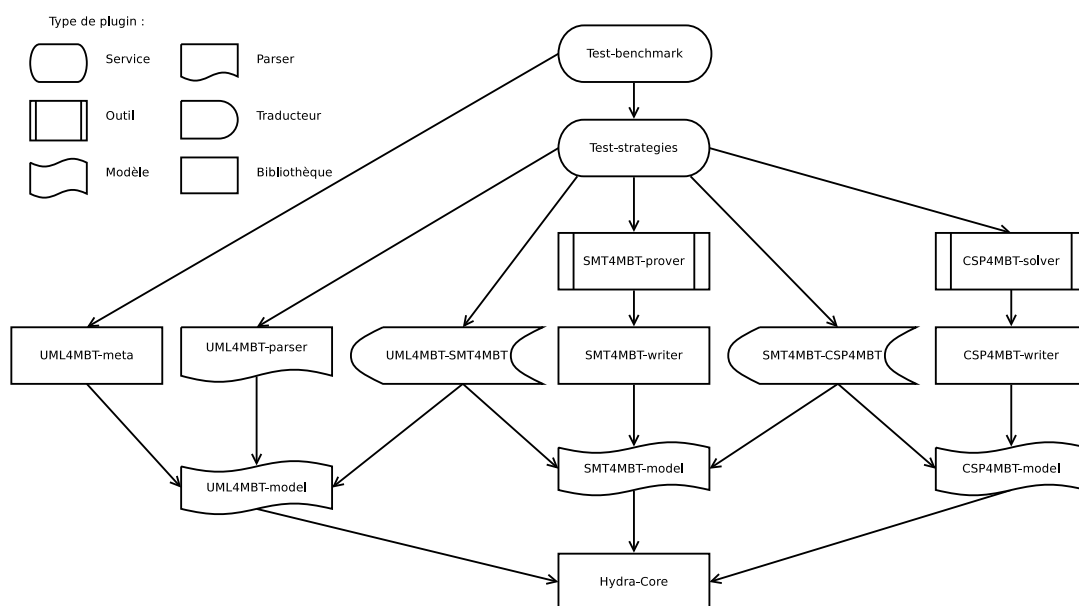 Type de plugin :
Service
Parser
Outil
Traducteur
Modèle
Bibliothèque
Test-benchmark
Test-strategies
SMT4MBT-prover
CSP4MBT-solver
UML4MBT-meta
UML4MBT-parser
UML4MBT-SMT4MBT
SMT4MBT-writer
SMT4MBT-CSP4MBT
CSP4MBT-writer
UML4MBT-model
SMT4MBT-model
CSP4MBT-model
Hydra-Core